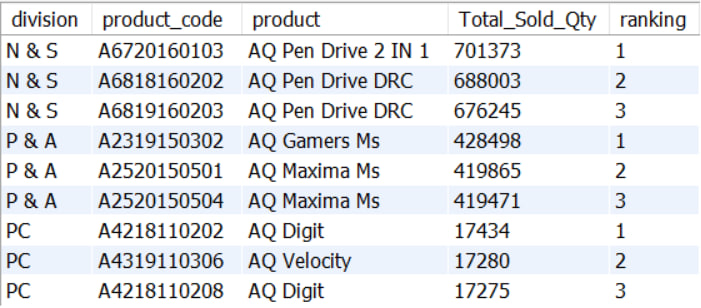 division product_code product Total_Sold_Qty ranking
N & S A6720160103 AQ Pen Drive 2 IN 1 701373 1
N & S A6818160202 AQ Pen Drive DRC 688003 2
N & S A6819160203 AQ Pen Drive DRC 676245 3
P & A A2319150302 AQ Gamers Ms 428498 1
P & A A2520150501 AQ Maxima Ms 419865 2
P & A A2520150504 AQ Maxima Ms 419471 3
PC A4218110202 AQ Digit 17434 1
PC A4319110306 AQ Velocity 17280 2
PC A4218110208 AQ Digit 17275 3